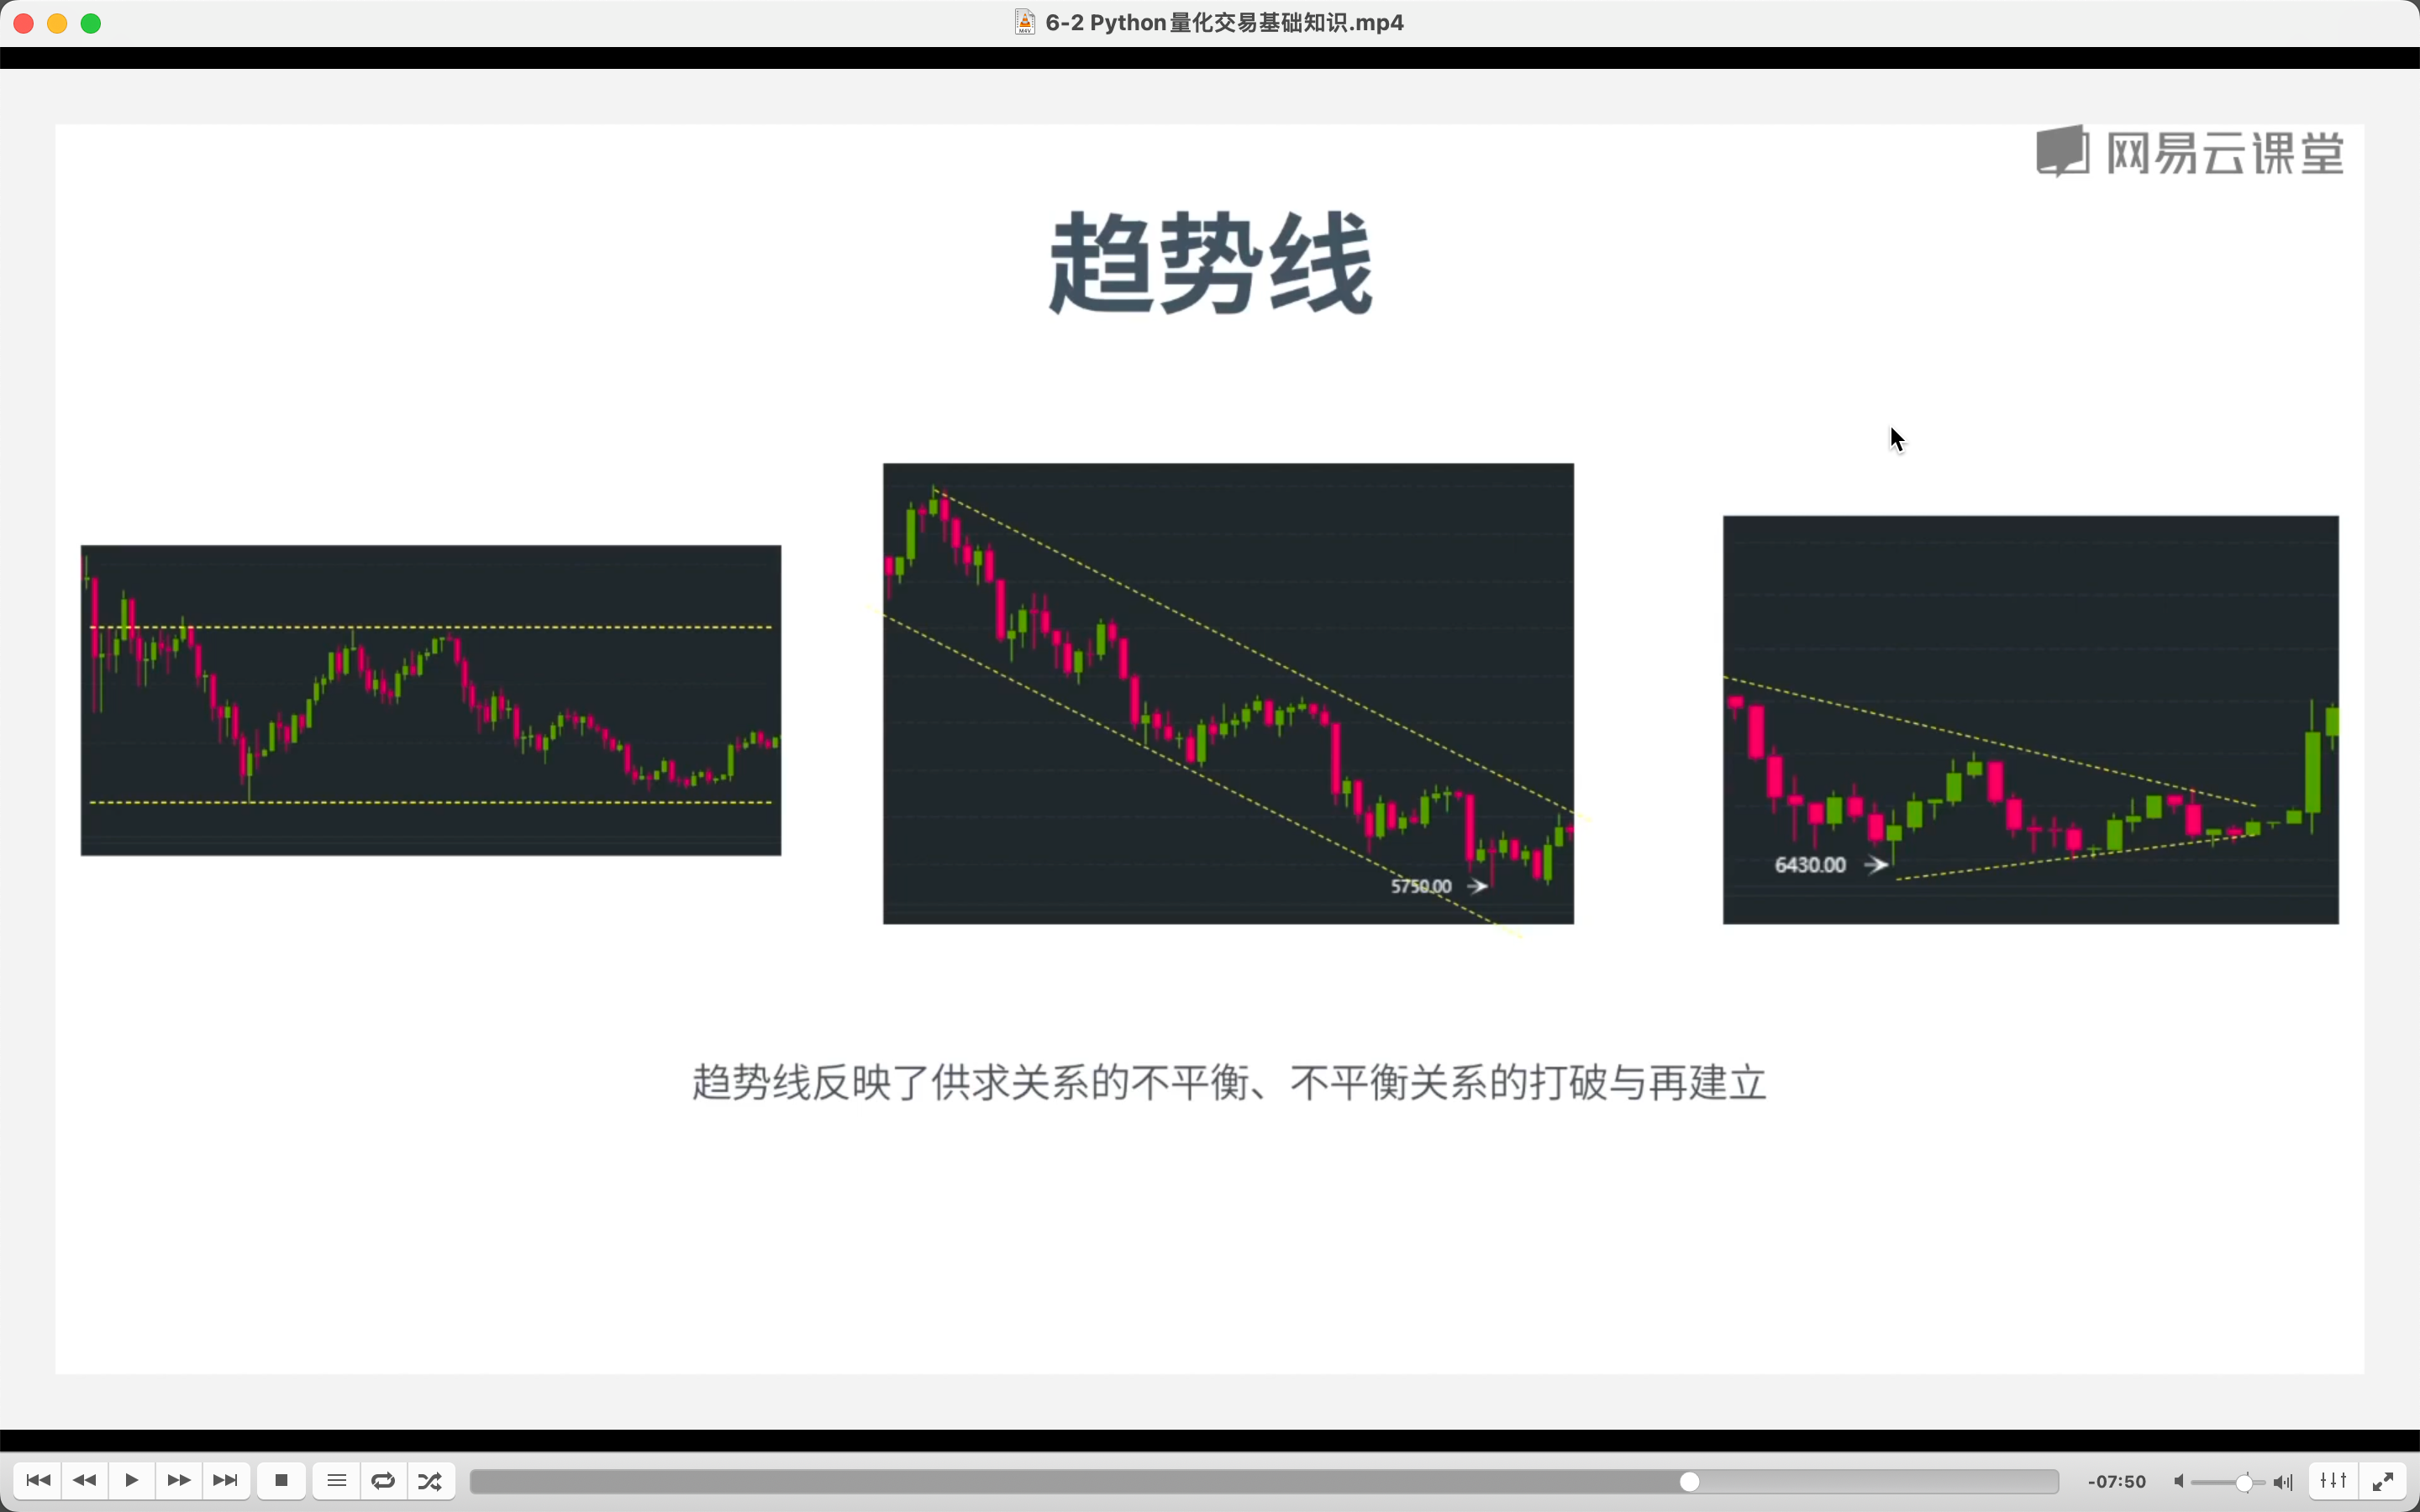 6-2 Python量化交易基础知识.mp4
网易云课堂
趋势线
5750.00
6430.00
趋势线反映了供求关系的不平衡、不平衡关系的打破与再建立
-07:50